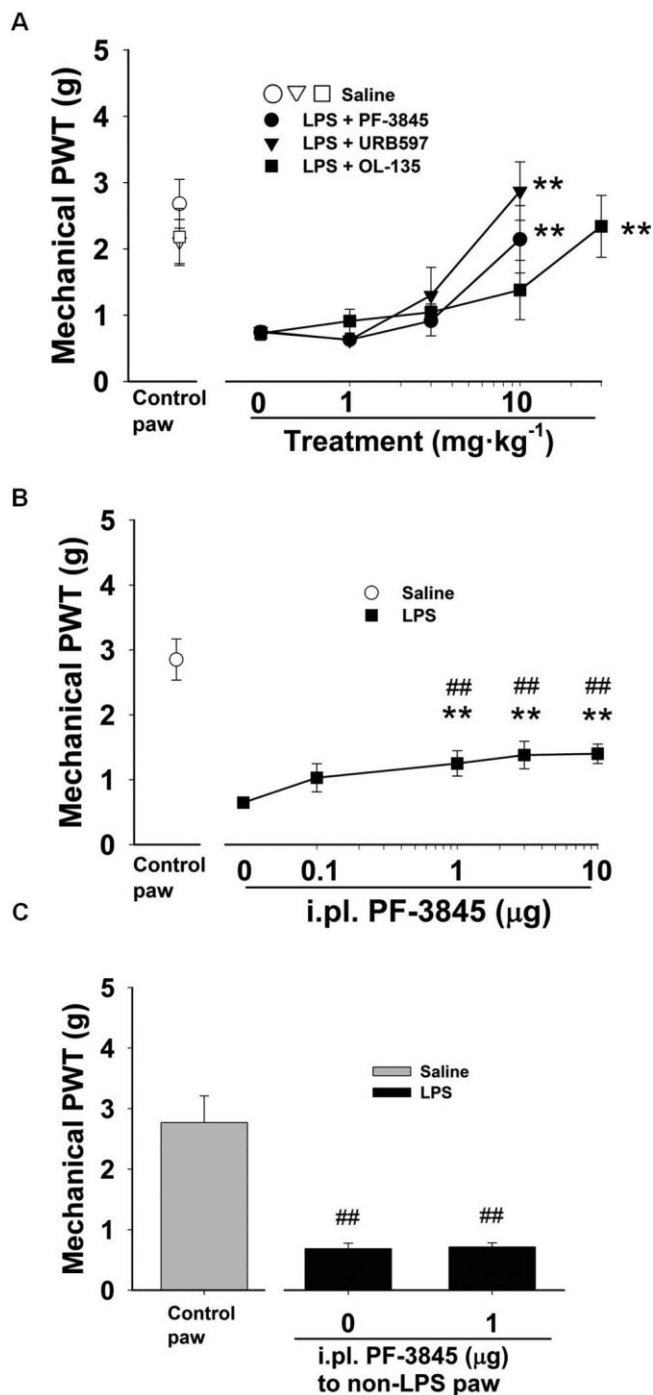 A
Mechanical PWT (g)
5
4
3
2
1
0
Saline
LPS + PF-3845
LPS + URB597
LPS + OL-135
**
**
**
Control
paw
0 1 10
Treatment (mg·kg⁻¹)
B
Mechanical PWT (g)
5
4
3
2
1
0
Saline
LPS
## ## ##
** ** **
Control
paw
0 0.1 1 10
i.pl. PF-3845 (μg)
C
Mechanical PWT (g)
5
4
3
2
1
0
Saline
LPS
## ##
Control
paw
0 1
i.pl. PF-3845 (μg)
to non-LPS paw